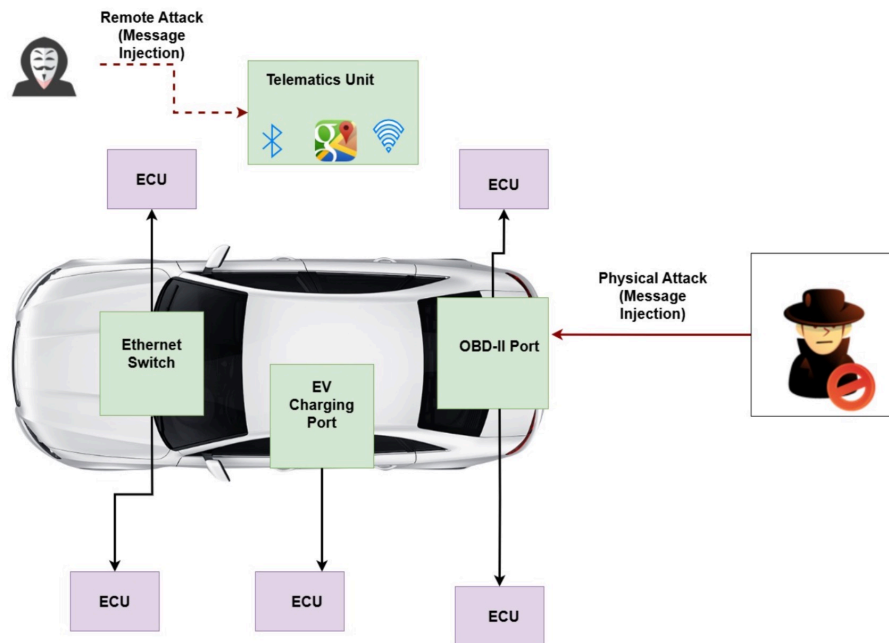 Remote Attack
(Message
Injection)
Telematics Unit
ECU
ECU
Physical Attack
(Message
Injection)
Ethernet
Switch
OBD-II Port
EV
Charging
Port
ECU
ECU
ECU